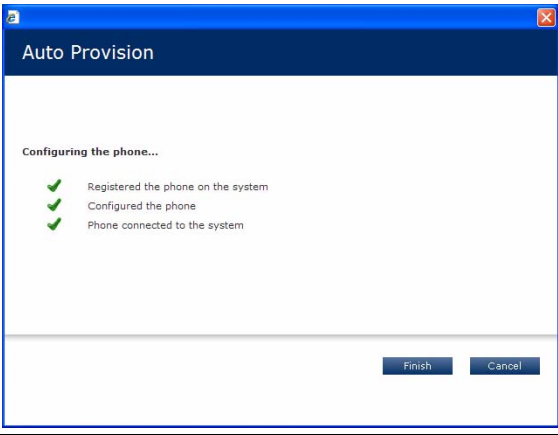 Auto Provision
Configuring the phone...
Registered the phone on the system
Configured the phone
Phone connected to the system
Finish
Cancel